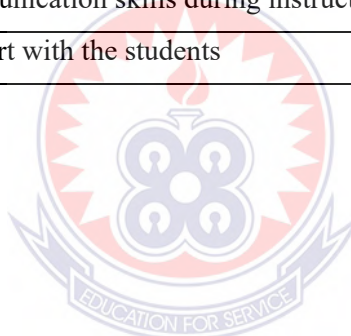 unication skills during instruct
rt with the students
EDUCATION FOR SERVICE